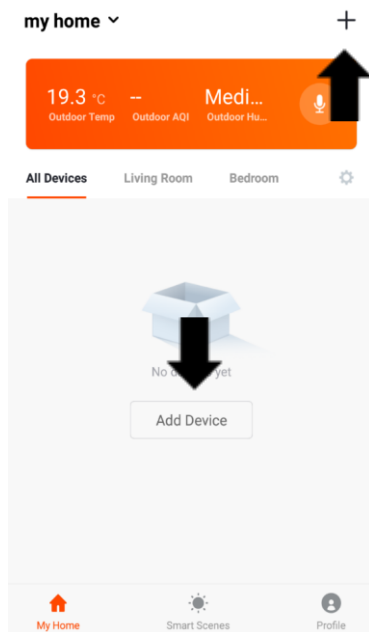 my home
19.3 °C -- Medi...
Outdoor Temp Outdoor AQI Outdoor Hu...
All Devices Living Room Bedroom
No yet
Add Device
My Home Smart Scenes Profile